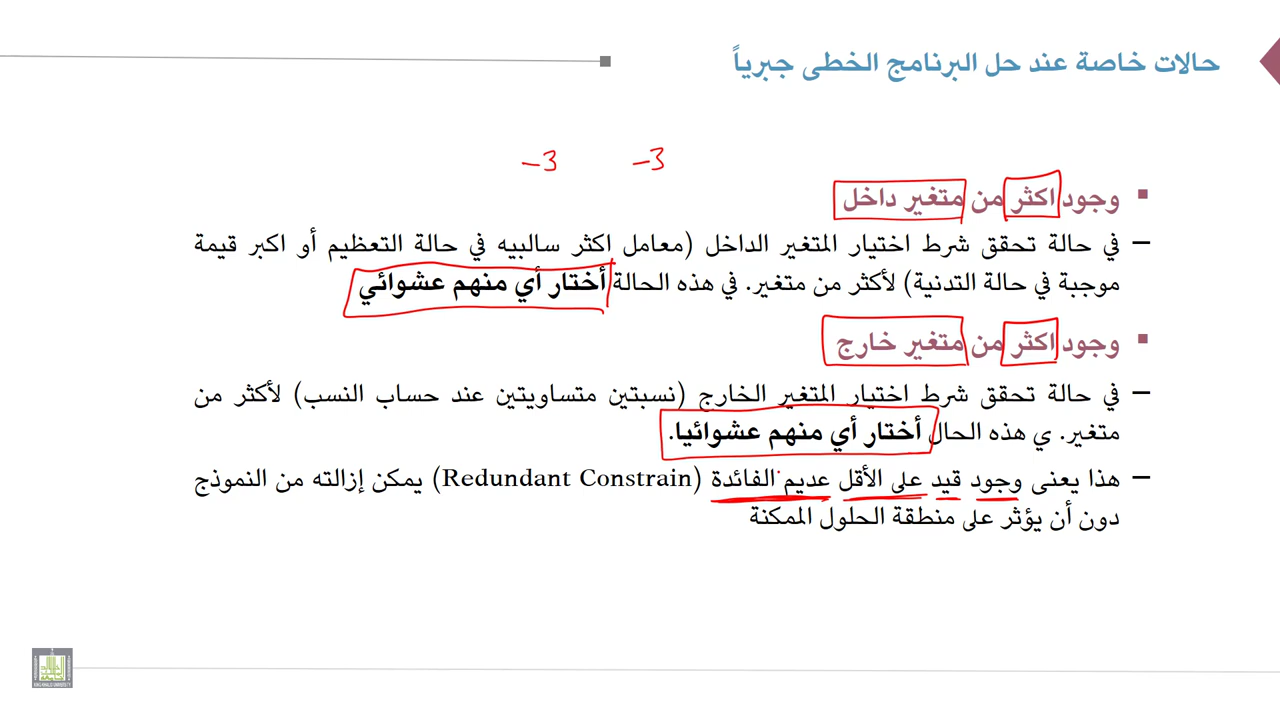 حالات خاصة عند حل البرنامج الخطى جبرياً
-3 -3
وجود اكثر من متغير داخل
في حالة تحقق شرط اختيار المتغير الداخل (معامل اكثر سالبيه في حالة التعظيم أو اكبر قيمة
موجبة في حالة التدنية) لأكثر من متغير. في هذه الحالة أختار أي منهم عشوائي
وجود اكثر من متغير خارج
في حالة تحقق شرط اختيار المتغير الخارج (نسبتين متساويتين عند حساب النسب) لأكثر من
متغير. ي هذه الحال أختار أي منهم عشوائيا.
هذا يعنى وجود قيد على الأقل عديم الفائدة (Redundant Constrain) يمكن إزالته من النموذج
دون أن يؤثر على منطقة الحلول الممكنة